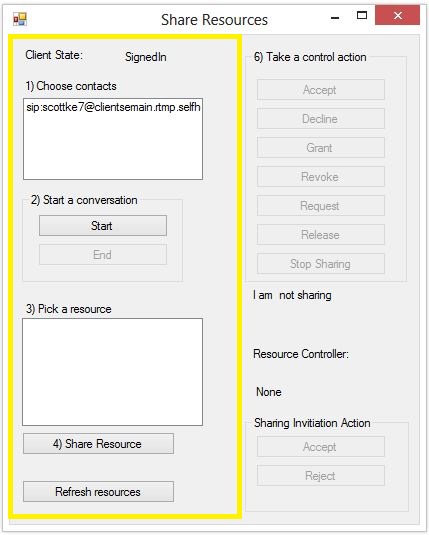 Share Resources
Client State: SignedIn
1) Choose contacts
sip:scottke7@clientsemain.rtmp.selfh
2) Start a conversation
Start
End
3) Pick a resource
4) Share Resource
Refresh resources
6) Take a control action
Accept
Decline
Grant
Revoke
Request
Release
Stop Sharing
I am not sharing
Resource Controller:
None
Sharing Invitiation Action
Accept
Reject